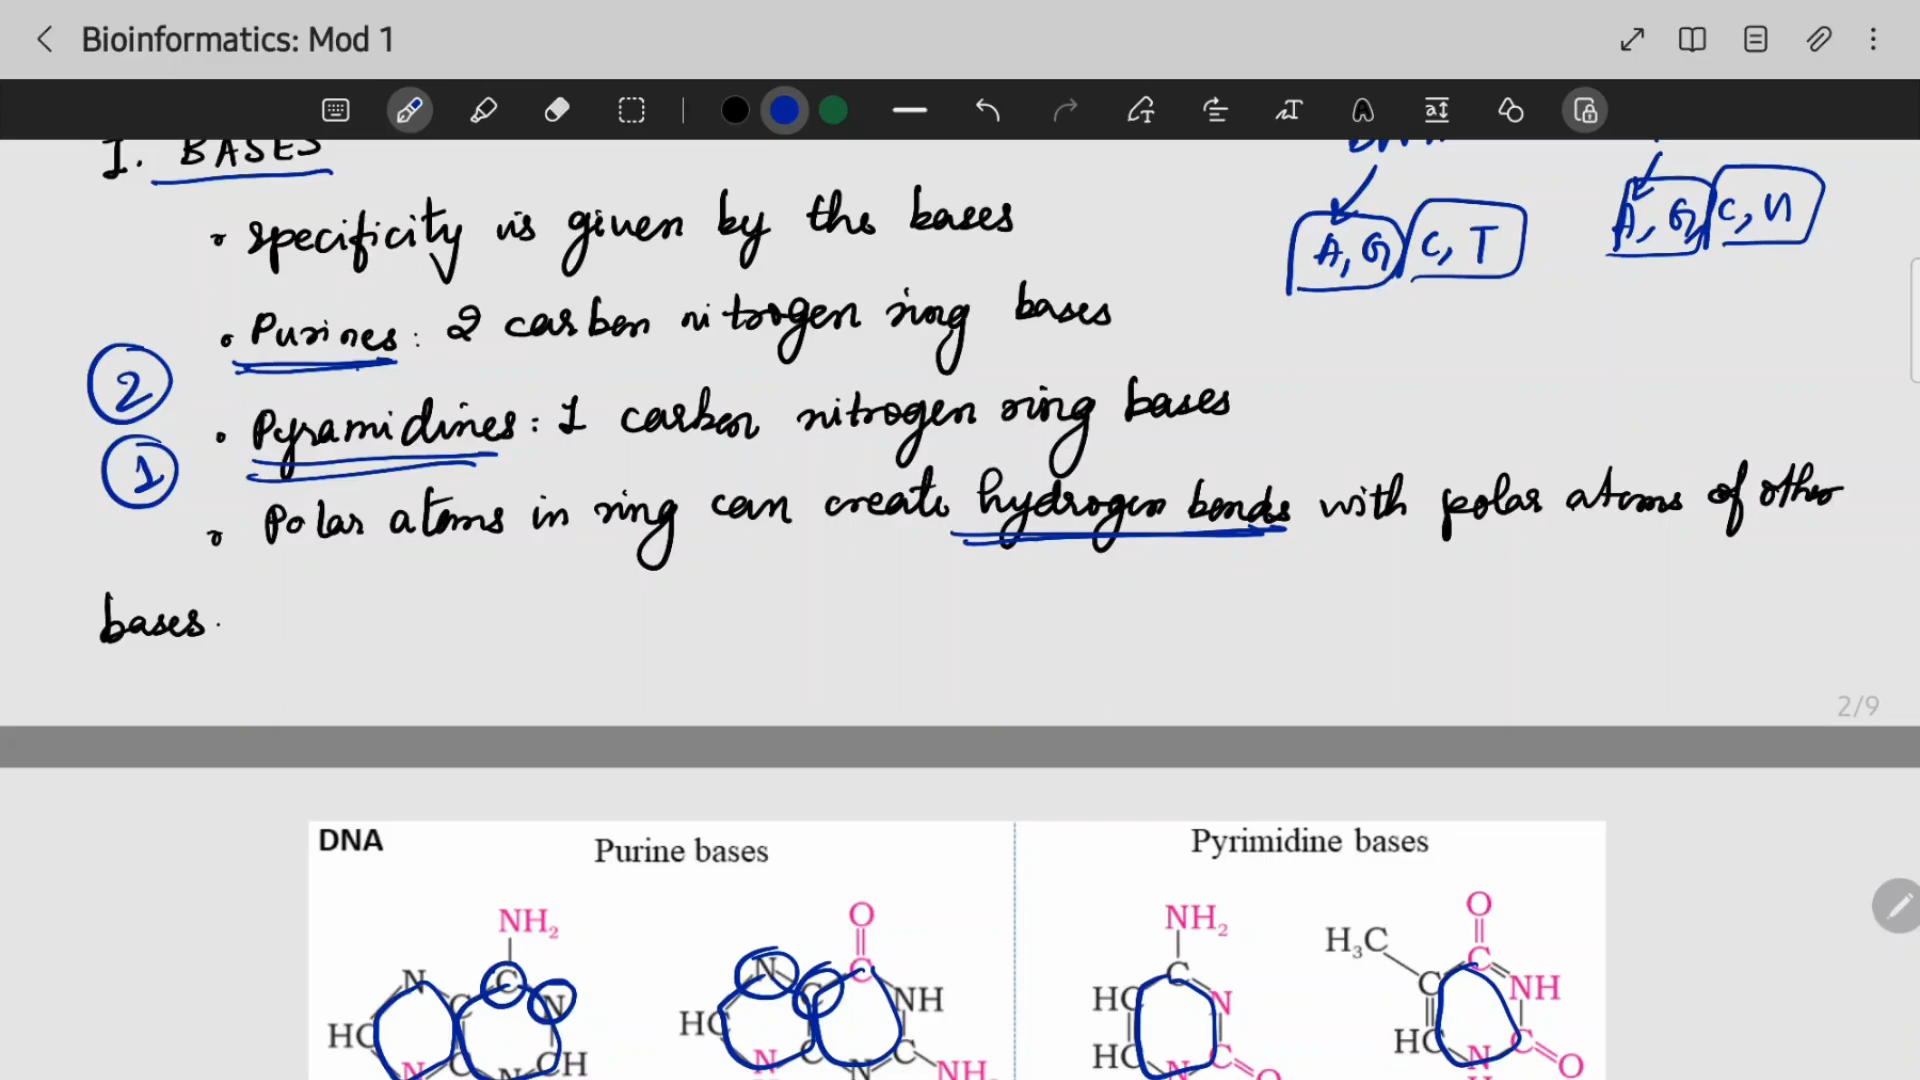 Bioinformatics: Mod 1
I. BASES
A, G C, T
A, G C, U
• specificity is given by the bases
• Purines: 2 carbon nitrogen ring bases
2
• Pyramidines: 1 carbon nitrogen ring bases
1
• Polar atoms in ring can create hydrogen bonds with polar atoms of other
bases.
2/9
DNA
Purine bases
Pyrimidine bases
NH₂
N C N
C
HC
N C N CH
O
N C C NH
HC
N C N C NH₂
NH₂
C
HC N
HC N C O
O
H₃C C
C NH
HC N C O
H